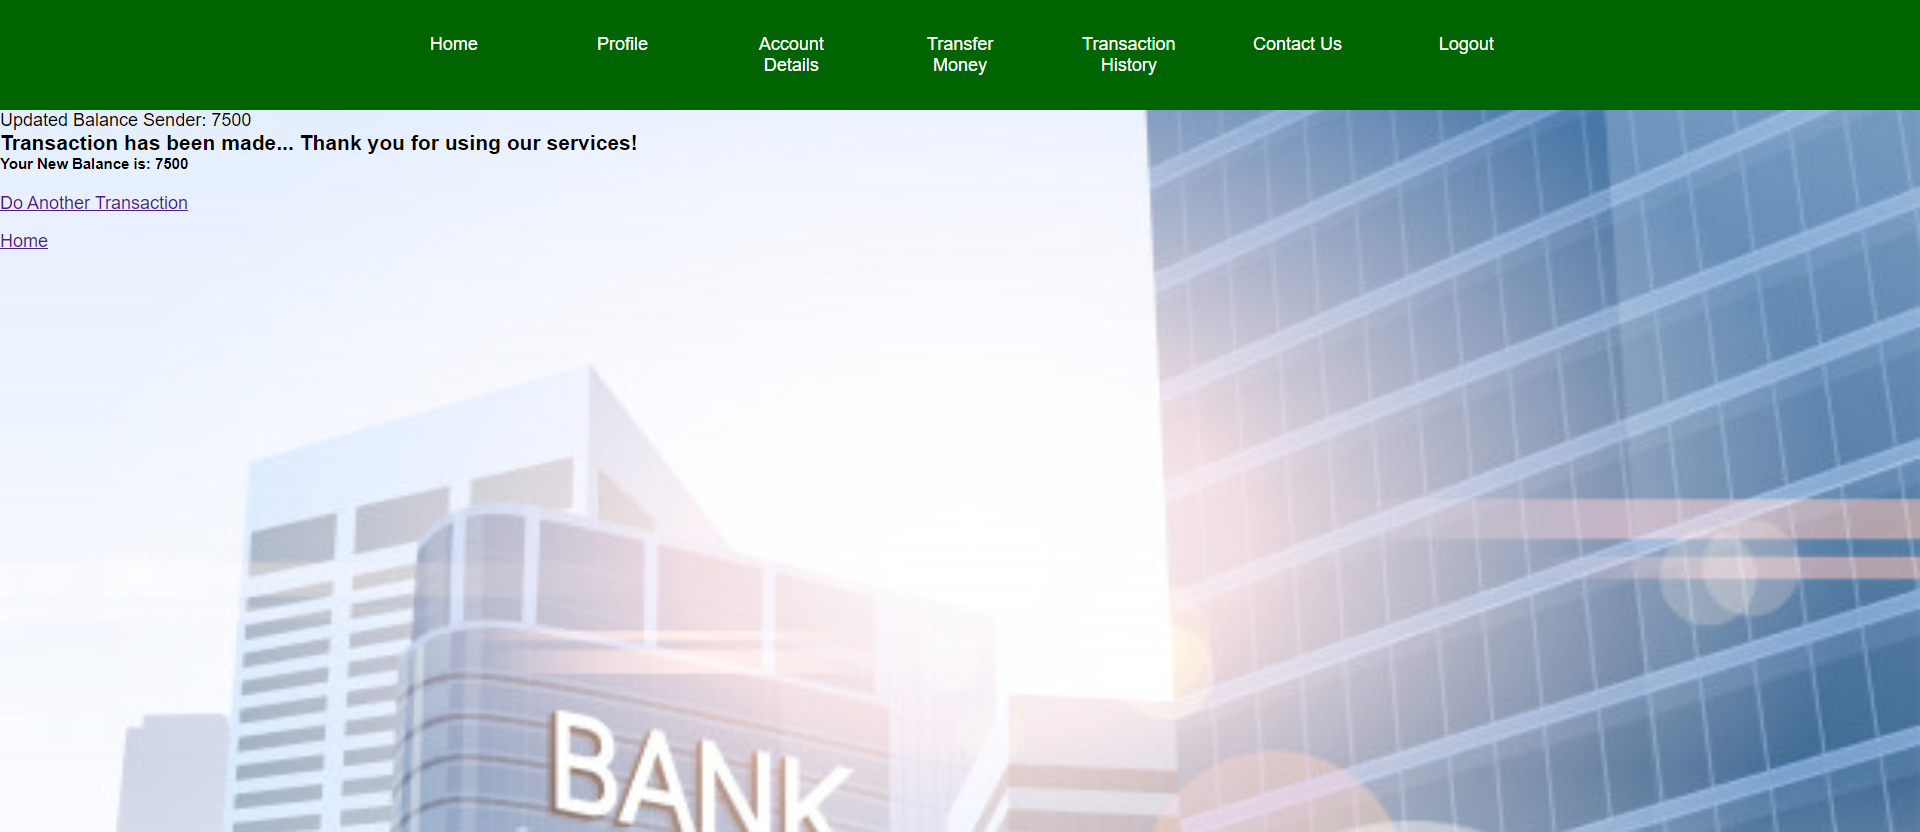 Home Profile Account Transfer Transaction Contact Us Logout
Details Money History
Updated Balance Sender: 7500
Transaction has been made... Thank you for using our services!
Your New Balance is: 7500
Do Another Transaction
Home
BANK